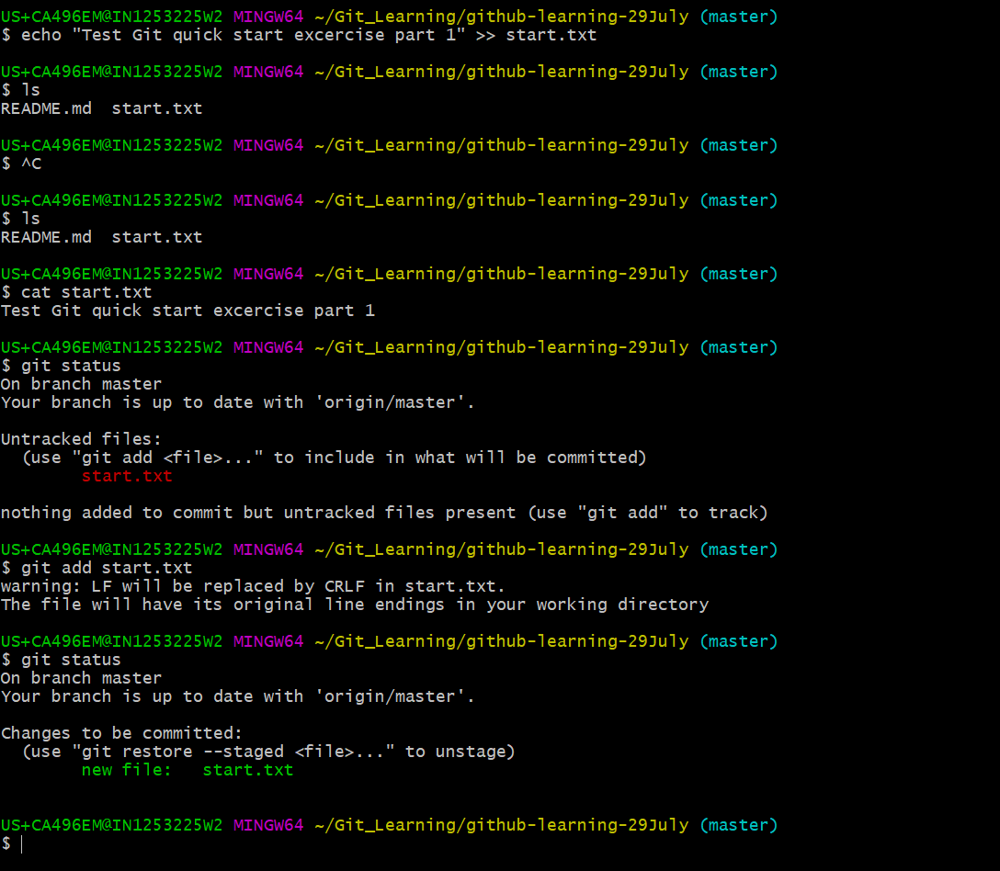 US+CA496EM@IN1253225W2 MINGW64 ~/Git_Learning/github-learning-29July (master)
$ echo "Test Git quick start excercise part 1" >> start.txt
US+CA496EM@IN1253225W2 MINGW64 ~/Git_Learning/github-learning-29July (master)
$ ls
README.md  start.txt
US+CA496EM@IN1253225W2 MINGW64 ~/Git_Learning/github-learning-29July (master)
$ ^C
US+CA496EM@IN1253225W2 MINGW64 ~/Git_Learning/github-learning-29July (master)
$ ls
README.md  start.txt
US+CA496EM@IN1253225W2 MINGW64 ~/Git_Learning/github-learning-29July (master)
$ cat start.txt
Test Git quick start excercise part 1
US+CA496EM@IN1253225W2 MINGW64 ~/Git_Learning/github-learning-29July (master)
$ git status
On branch master
Your branch is up to date with 'origin/master'.
Untracked files:
  (use "git add <file>..." to include in what will be committed)
        start.txt
nothing added to commit but untracked files present (use "git add" to track)
US+CA496EM@IN1253225W2 MINGW64 ~/Git_Learning/github-learning-29July (master)
$ git add start.txt
warning: LF will be replaced by CRLF in start.txt.
The file will have its original line endings in your working directory
US+CA496EM@IN1253225W2 MINGW64 ~/Git_Learning/github-learning-29July (master)
$ git status
On branch master
Your branch is up to date with 'origin/master'.
Changes to be committed:
  (use "git restore --staged <file>..." to unstage)
        new file:   start.txt
US+CA496EM@IN1253225W2 MINGW64 ~/Git_Learning/github-learning-29July (master)
$